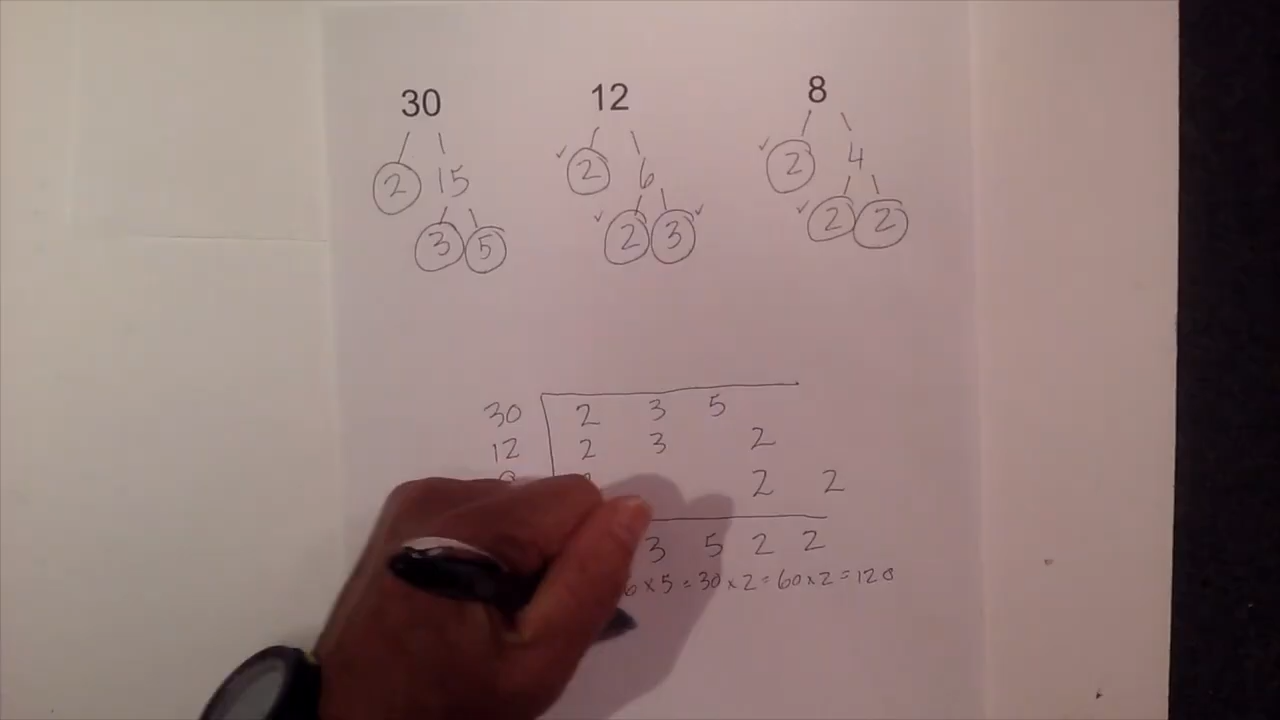 30 12 8
2 15 2 6 2 4
3 5 2 3 2 2
30 2 3 5
12 2 3 2
2 2
3 5 2 2
6 x 5 = 30 x 2 = 60 x 2 = 120